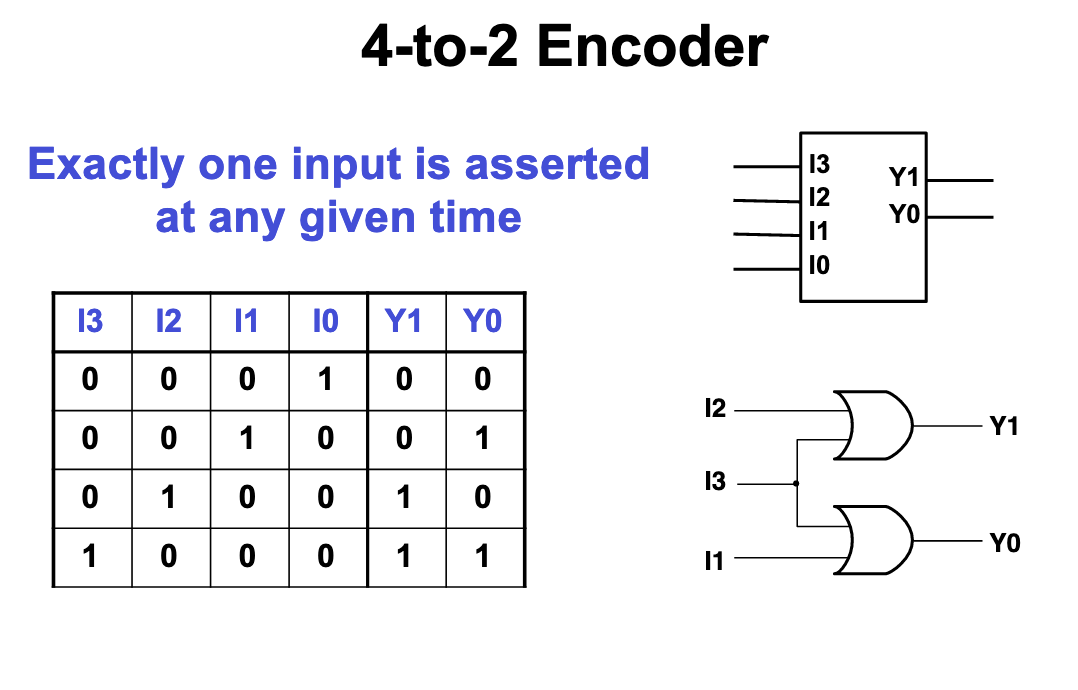 4-to-2 Encoder
Exactly one input is asserted
at any given time
I3 I2 I1 I0 Y1 Y0
0 0 0 1 0 0
0 0 1 0 0 1
0 1 0 0 1 0
1 0 0 0 1 1
I3
I2
I1
I0
Y1
Y0
I2
I3
I1
Y1
Y0